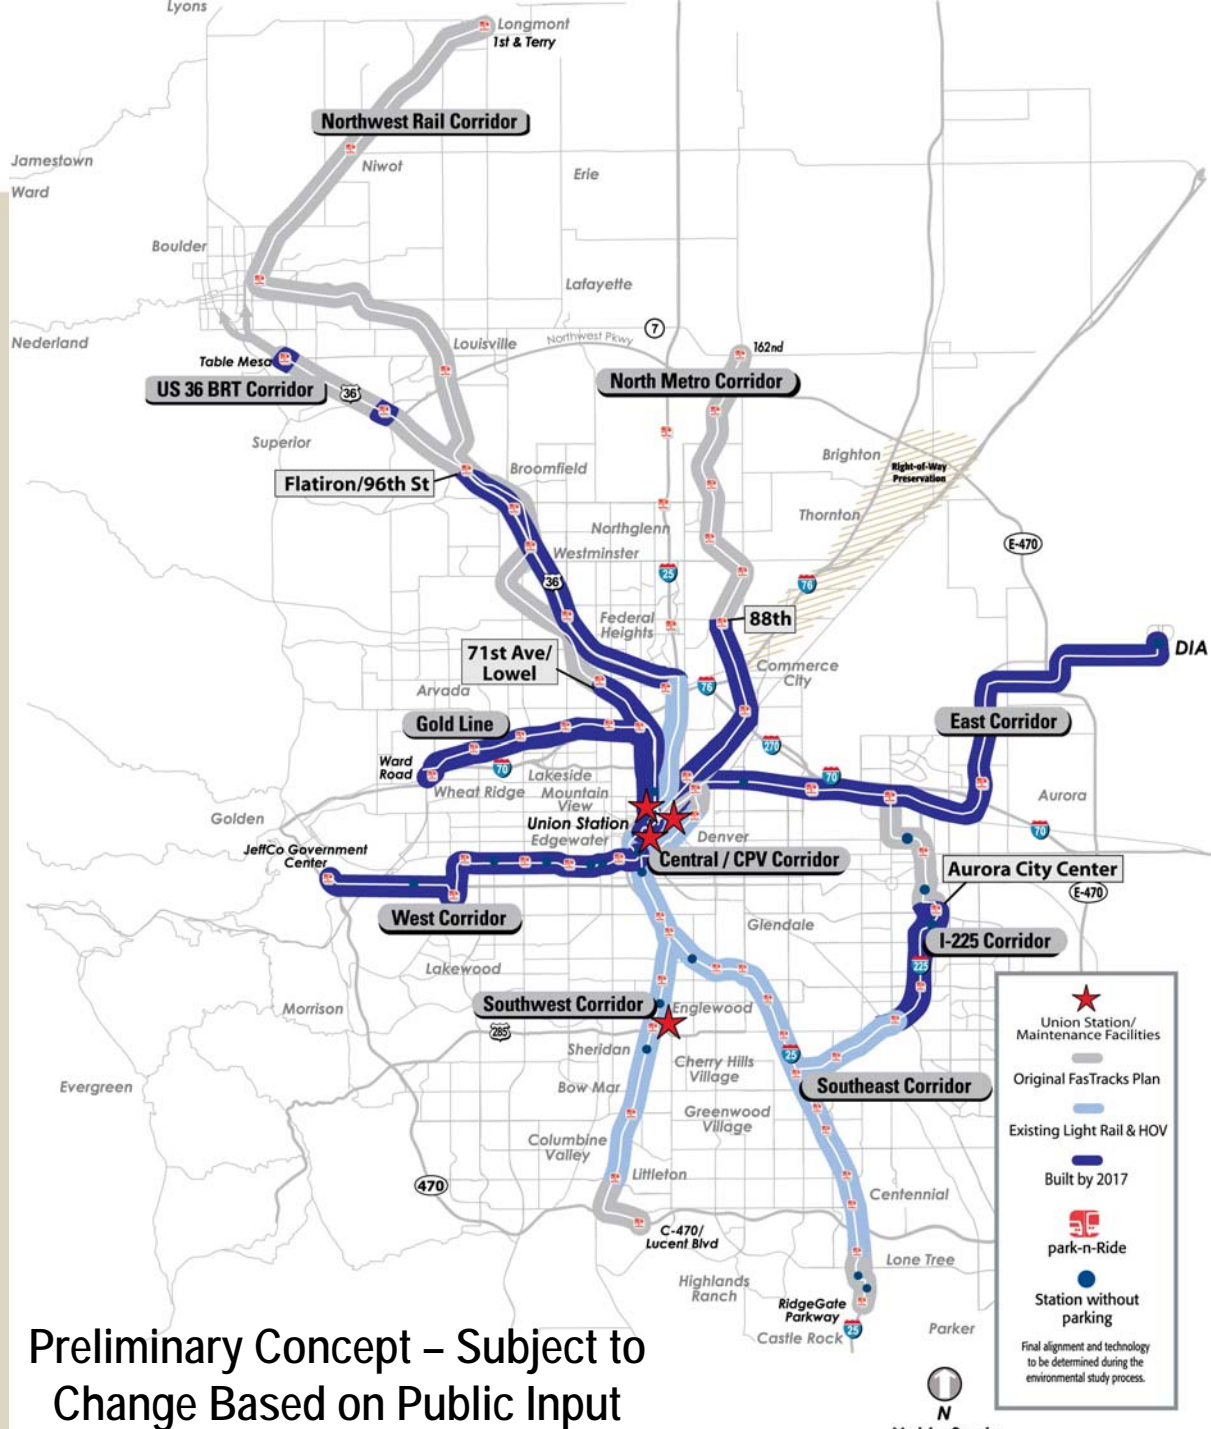 Lyons
Longmont
1st & Terry
Northwest Rail Corridor
Jamestown
Niwot
Erie
Ward
Boulder
Lafayette
7
Nederland
Louisville
Northwest Pkwy
162nd
Table Mesa
US 36 BRT Corridor
36
North Metro Corridor
Superior
Brighton
Right-of-Way
Preservation
Broomfield
Flatiron/96th St
Thornton
Northglenn
E-470
Westminster
25
36
76
Federal
Heights
88th
71st Ave/
Lowel
DIA
Commerce
City
Arvada
76
Gold Line
East Corridor
270
Ward
Road
70
Lakeside
70
Wheat Ridge
Mountain
View
Aurora
Golden
Union Station
Edgewater
Denver
70
JeffCo Government
Center
Central / CPV Corridor
Aurora City Center
E-470
West Corridor
Glendale
I-225 Corridor
Lakewood
225
Southwest Corridor
Englewood
Morrison
285
Sheridan
25
Cherry Hills
Village
Evergreen
Bow Mar
Southeast Corridor
Greenwood
Village
Columbine
Valley
Littleton
470
Centennial
C-470/
Lucent Blvd
Lone Tree
Highlands
Ranch
RidgeGate
Parkway
25
Castle Rock
Parker
Union Station/
Maintenance Facilities
Original FasTracks Plan
Existing Light Rail & HOV
Built by 2017
park-n-Ride
Station without
parking
Final alignment and technology
to be determined during the
environmental study process.
N
Preliminary Concept – Subject to
Change Based on Public Input